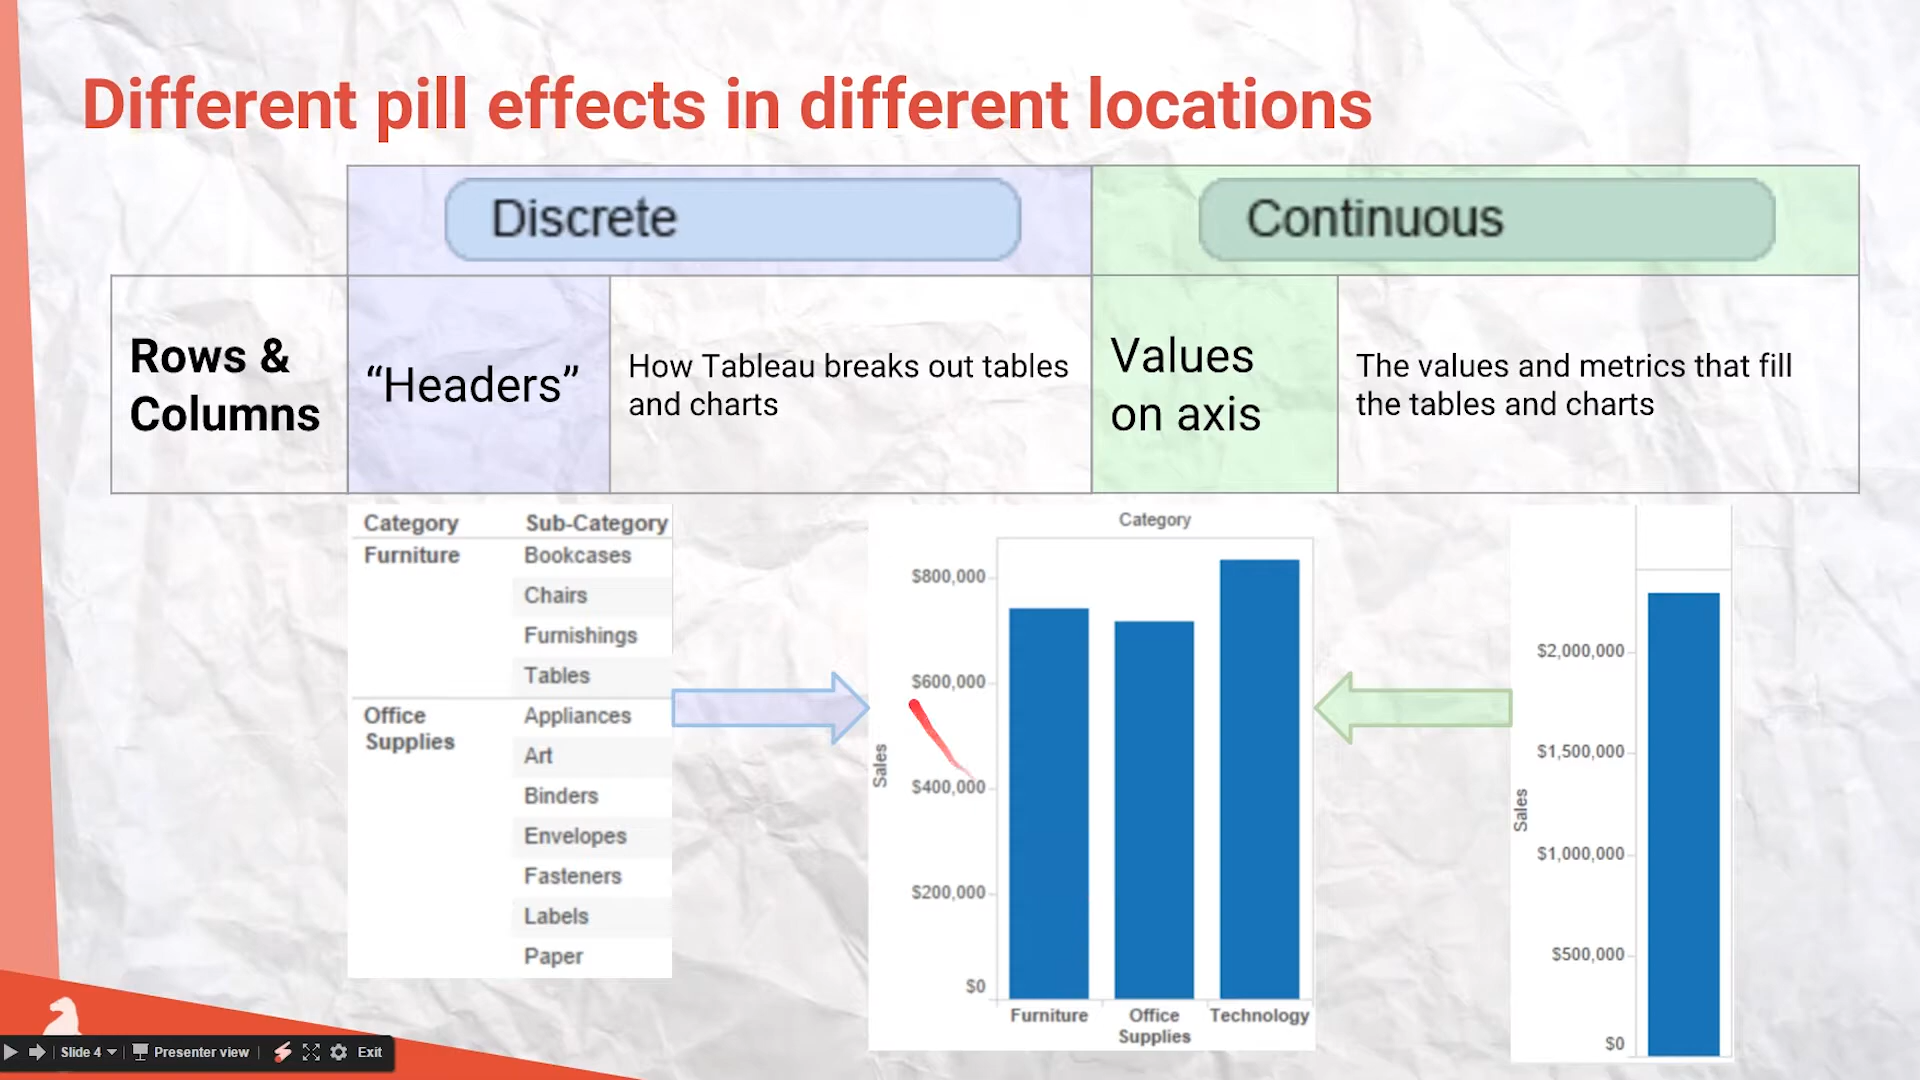 Different pill effects in different locations
Discrete
Continuous
Rows &
Columns
“Headers”
How Tableau breaks out tables
and charts
Values
on axis
The values and metrics that fill
the tables and charts
Category Sub-Category
Furniture Bookcases
Chairs
Furnishings
Tables
Office
Supplies
Appliances
Art
Binders
Envelopes
Fasteners
Labels
Paper
Category
$800,000
$600,000
$400,000
$200,000
$0
Sales
Furniture
Office
Supplies
Technology
$2,000,000
$1,500,000
$1,000,000
$500,000
$0
Sales
Slide 4
Presenter view
Exit